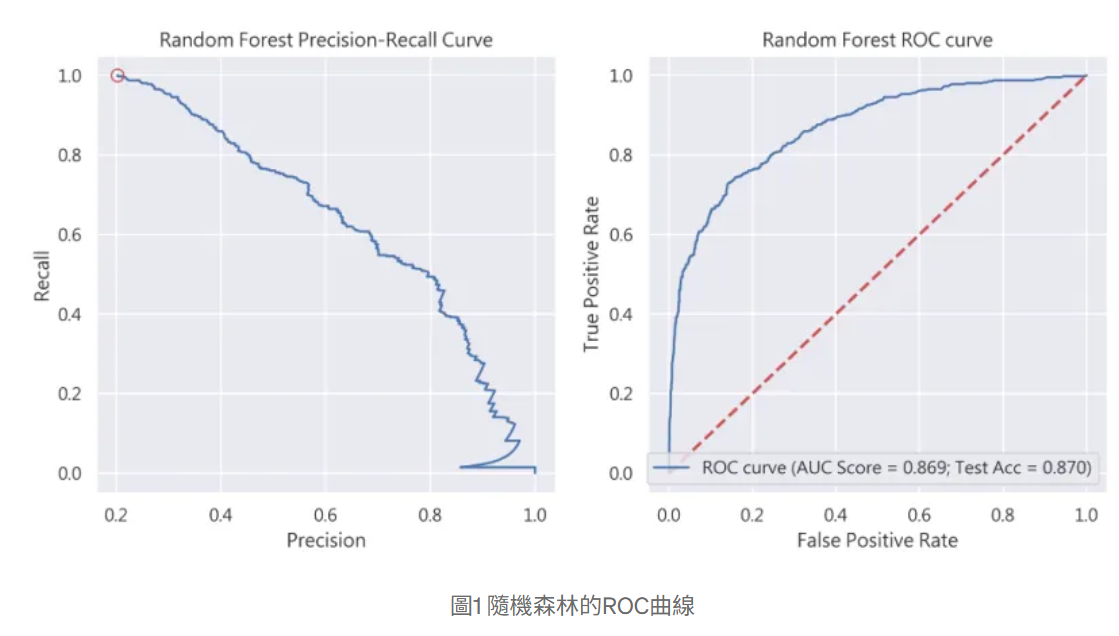 Random Forest Precision-Recall Curve
1.0
0.8
0.6
0.4
0.2
0.0
Recall
0.2 0.4 0.6 0.8 1.0
Precision
Random Forest ROC curve
1.0
0.8
0.6
0.4
0.2
0.0
True Positive Rate
ROC curve (AUC Score = 0.869; Test Acc = 0.870)
0.0 0.2 0.4 0.6 0.8 1.0
False Positive Rate
圖1 隨機森林的ROC曲線